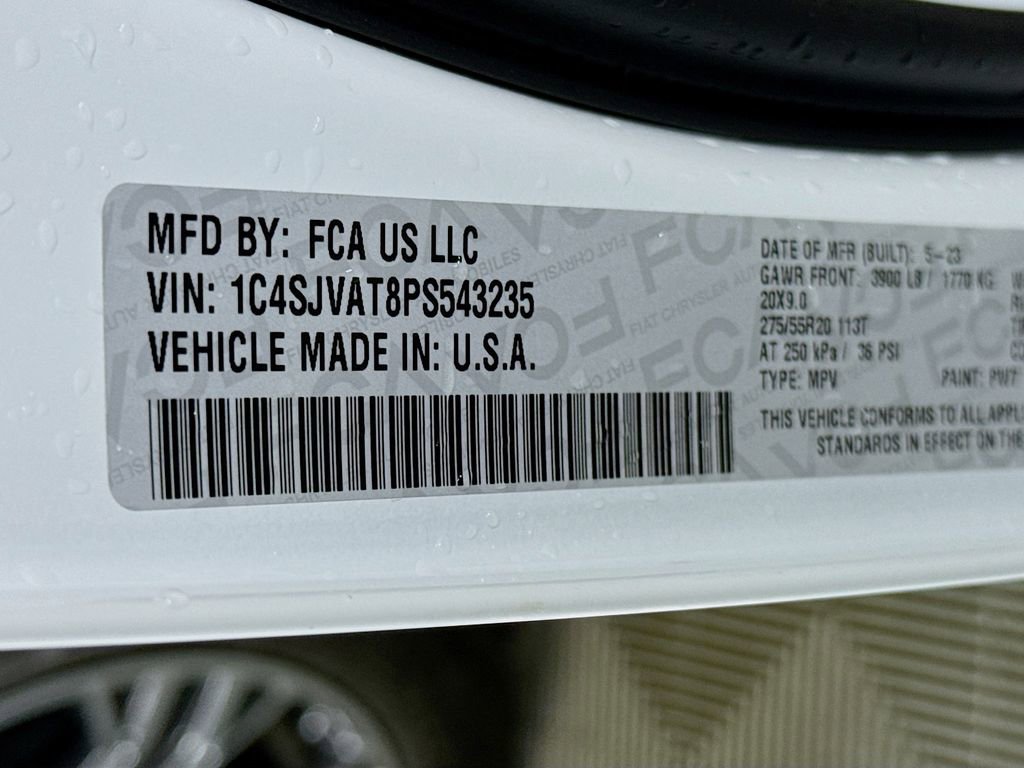 MFD BY: FCA US LLC
VIN: 1C4SJVAT8PS543235
VEHICLE MADE IN: U.S.A.
DATE OF MFR (BUILT): 5-23
GAWR FRONT: 3900 LB / 1770 KG
20X9.0
275/55R20 113T
AT 250 kPa / 36 PSI
TYPE: MPV PAINT: PW7
THIS VEHICLE CONFORMS TO ALL
STANDARDS IN EFFECT ON THE